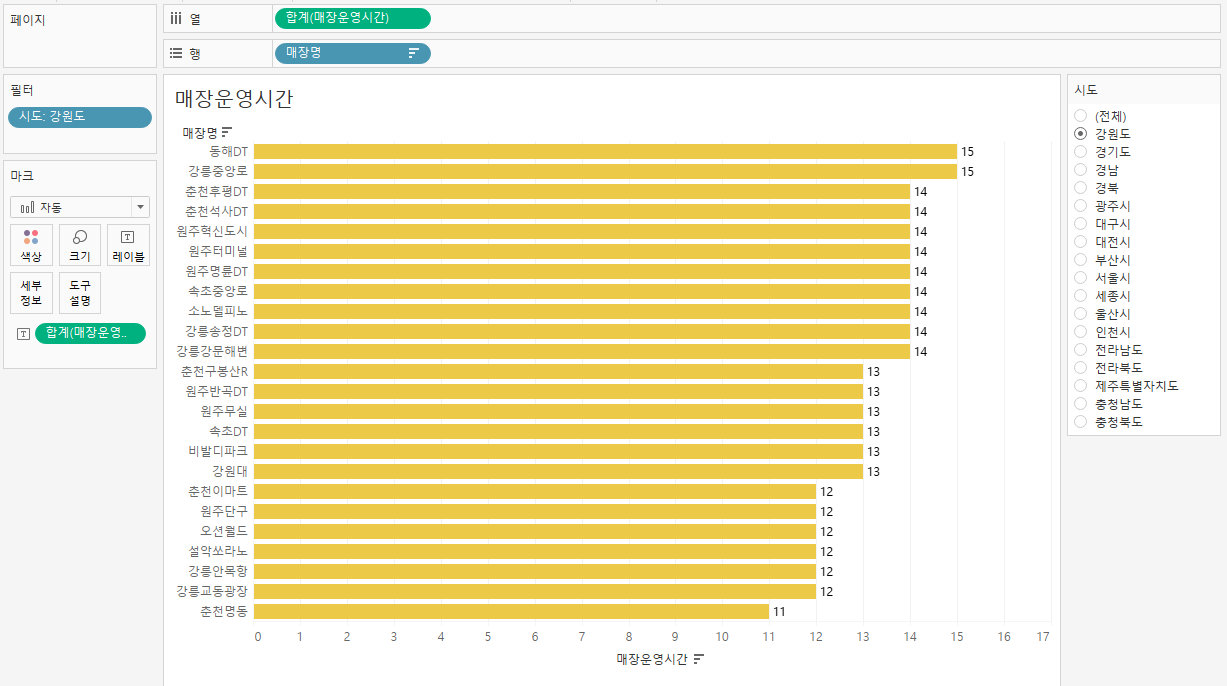 페이지
열
합계(매장운영시간)
행
매장명
필터
시도: 강원도
마크
자동
색상
크기
레이블
세부
정보
도구
설명
합계(매장운영..
매장운영시간
매장명
동해DT 15
강릉중앙로 15
춘천후평DT 14
춘천석사DT 14
원주혁신도시 14
원주터미널 14
원주명륜DT 14
속초중앙로 14
소노델피노 14
강릉송정DT 14
강릉강문해변 14
춘천구봉산R 13
원주반곡DT 13
원주무실 13
속초DT 13
비발디파크 13
강원대 13
춘천이마트 12
원주단구 12
오션월드 12
설악쏘라노 12
강릉안목항 12
강릉교동광장 12
춘천명동 11
0 1 2 3 4 5 6 7 8 9 10 11 12 13 14 15 16 17
매장운영시간
시도
(전체)
강원도
경기도
경남
경북
광주시
대구시
대전시
부산시
서울시
세종시
울산시
인천시
전라남도
전라북도
제주특별자치도
충청남도
충청북도